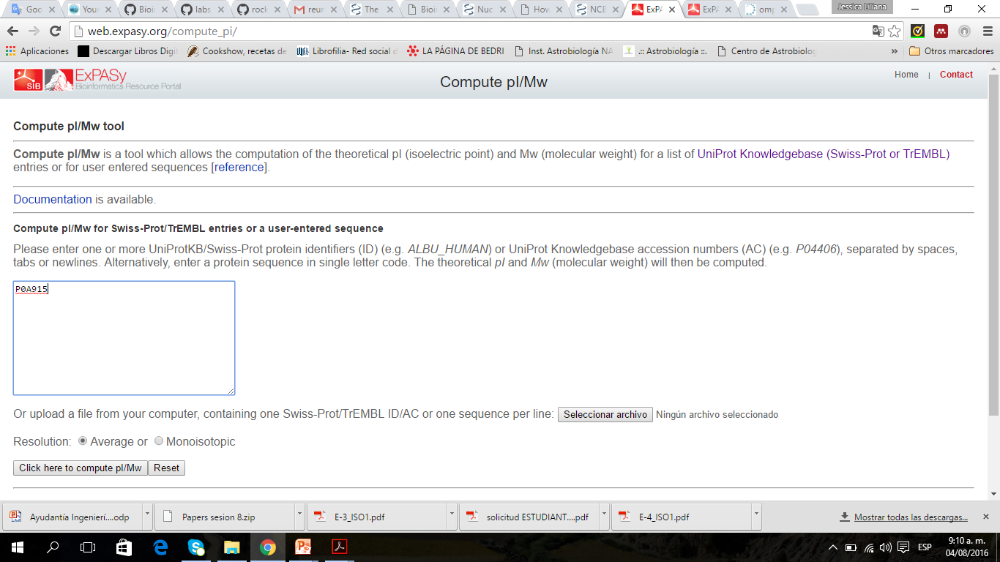 Goo
Your
Bioi
labs
rock
reur
The
Bioi
Nuc
How
NCB
ExPA
ExPA
omp
Jessica Liliana
web.expasy.org/compute_pi/
Aplicaciones
Descargar Libros Digit
Cookshow, recetas de
Librofilia- Red social d
LA PÁGINA DE BEDRI
Inst. Astrobiología NA
.:: Astrobiología ::.
Centro de Astrobiolog
»
Otros marcadores
SIB
ExPASy
Bioinformatics Resource Portal
Compute pI/Mw
Home | Contact
Compute pI/Mw tool
Compute pI/Mw is a tool which allows the computation of the theoretical pI (isoelectric point) and Mw (molecular weight) for a list of UniProt Knowledgebase (Swiss-Prot or TrEMBL)
entries or for user entered sequences [reference].
Documentation is available.
Compute pI/Mw for Swiss-Prot/TrEMBL entries or a user-entered sequence
Please enter one or more UniProtKB/Swiss-Prot protein identifiers (ID) (e.g. ALBU_HUMAN) or UniProt Knowledgebase accession numbers (AC) (e.g. P04406), separated by spaces,
tabs or newlines. Alternatively, enter a protein sequence in single letter code. The theoretical pI and Mw (molecular weight) will then be computed.
P0A915
Or upload a file from your computer, containing one Swiss-Prot/TrEMBL ID/AC or one sequence per line: Seleccionar archivo Ningún archivo seleccionado
Resolution: Average or Monoisotopic
Click here to compute pI/Mw Reset
Ayudantía Ingenierí....odp
Papers sesion 8.zip
E-3_ISO1.pdf
solicitud ESTUDIANT....pdf
E-4_ISO1.pdf
Mostrar todas las descargas...
ESP
9:10 a. m.
04/08/2016